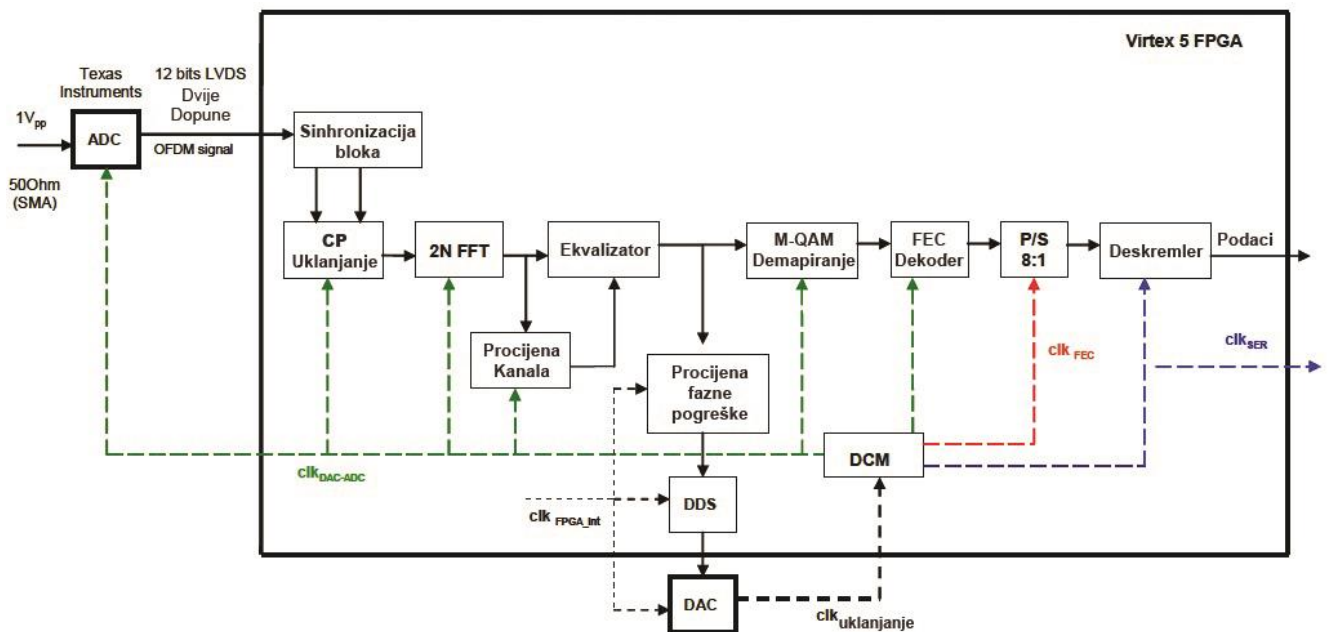 Virtex 5 FPGA
Texas
Instruments
12 bits LVDS
Dvije
Dopune
1Vpp
ADC
OFDM signal
50Ohm
(SMA)
Sinhronizacija
bloka
CP
Uklanjanje
2N FFT
Ekvalizator
M-QAM
Demapiranje
FEC
Dekoder
P/S
8:1
Deskremler
Podaci
Procijena
Kanala
Procijena
fazne
pogreške
clk FEC
clkSER
DCM
clkDAC-ADC
DDS
clk FPGA_Int
DAC
clkuklanjanje